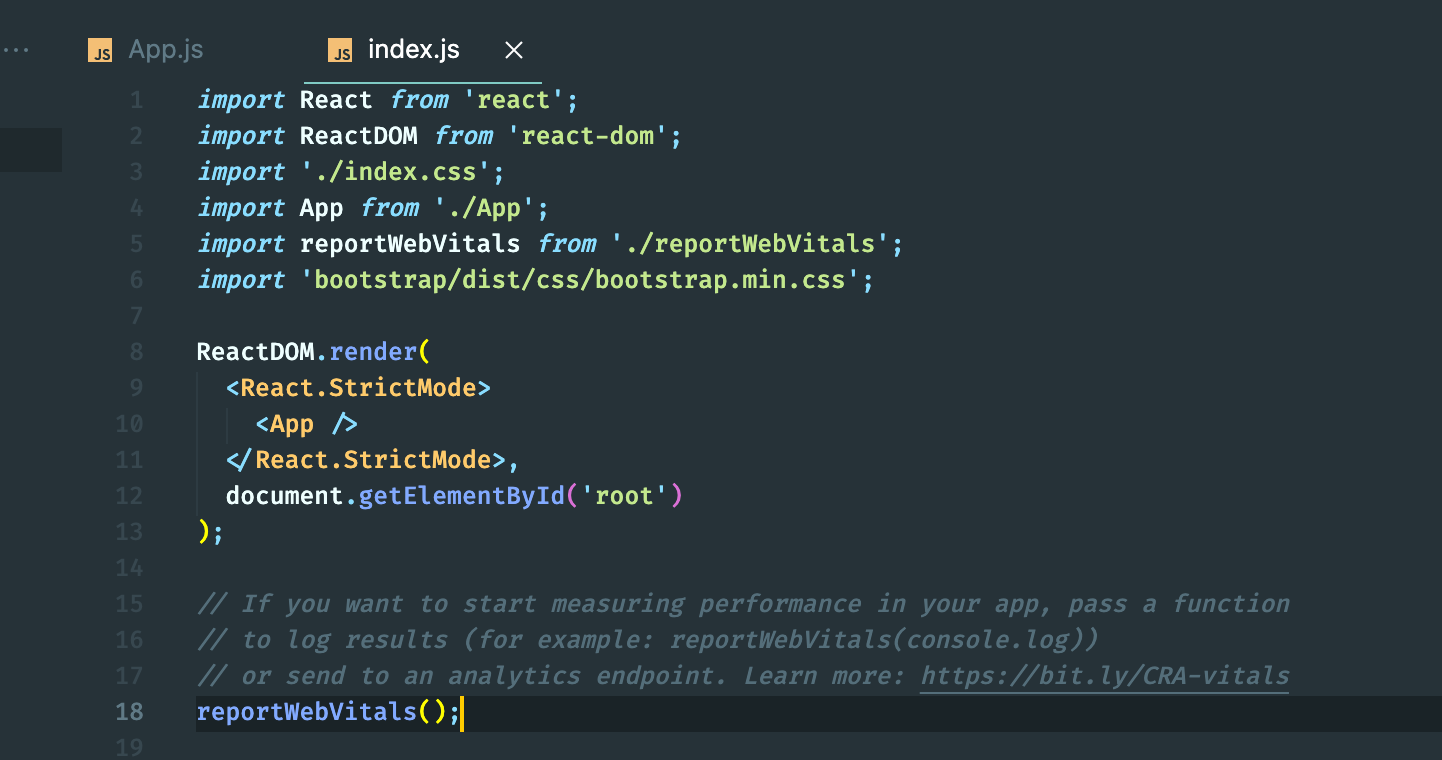 ... JS App.js JS index.js ×
1 import React from 'react';
2 import ReactDOM from 'react-dom';
3 import './index.css';
4 import App from './App';
5 import reportWebVitals from './reportWebVitals';
6 import 'bootstrap/dist/css/bootstrap.min.css';
7
8 ReactDOM.render(
9   <React.StrictMode>
10     <App />
11   </React.StrictMode>,
12   document.getElementById('root')
13 );
14
15 // If you want to start measuring performance in your app, pass a function
16 // to log results (for example: reportWebVitals(console.log))
17 // or send to an analytics endpoint. Learn more: https://bit.ly/CRA-vitals
18 reportWebVitals();
19